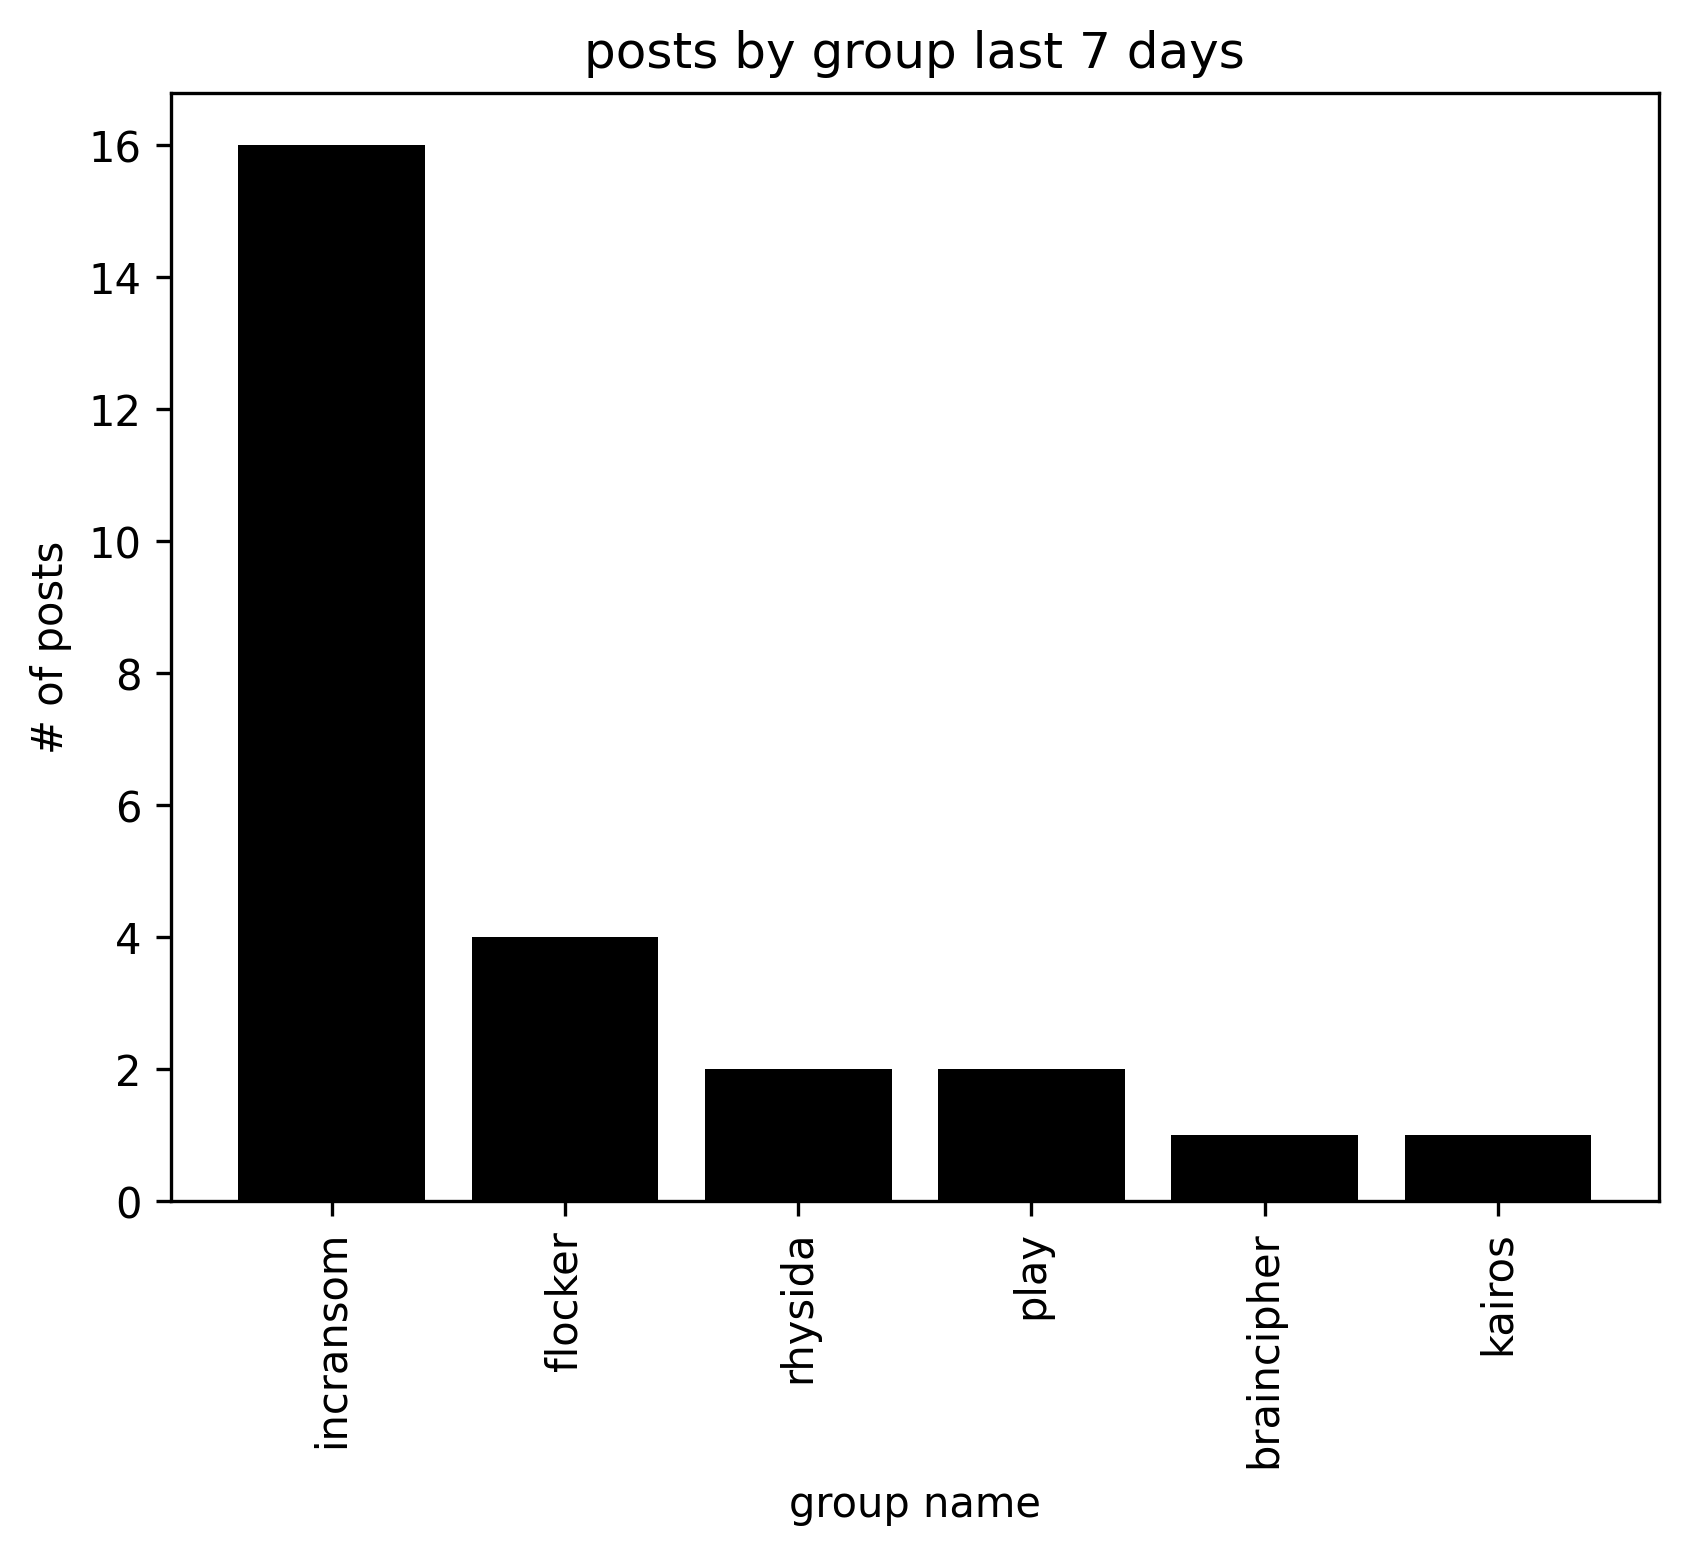 posts by group last 7 days
16
14
12
10
8
6
4
2
0
# of posts
incransom
flocker
rhysida
play
braincipher
kairos
group name